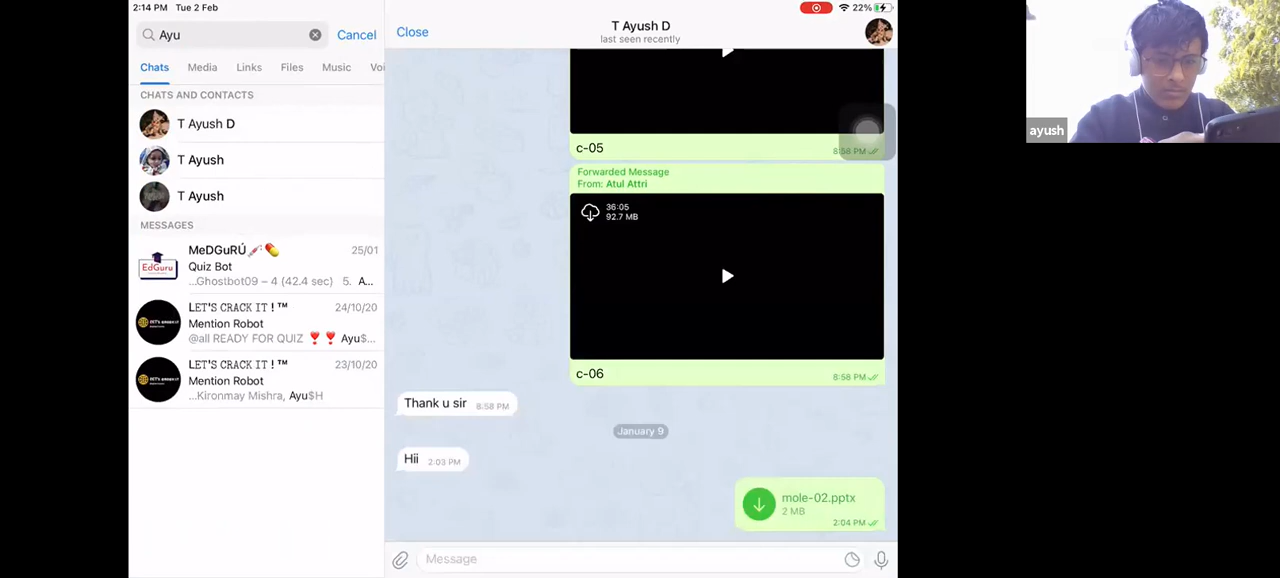 2:14 PM Tue 2 Feb
22%
Ayu
Cancel
Chats
Media
Links
Files
Music
Voi
CHATS AND CONTACTS
T Ayush D
T Ayush
T Ayush
MESSAGES
MeDGuRÚ💉💊 25/01
Quiz Bot
...Ghostbot09 – 4 (42.4 sec) 5. A...
EdGuru
LET'S CRACK IT !™ 24/10/20
Mention Robot
@all READY FOR QUIZ ❣️ ❣️ Ayu$...
LET'S CRACK IT !™ 23/10/20
Mention Robot
...Kironmay Mishra, Ayu$H
Close
T Ayush D
last seen recently
c-05
8:58 PM
Forwarded Message
From: Atul Attri
36:05
92.7 MB
c-06
8:58 PM
Thank u sir 8:58 PM
January 9
Hii 2:03 PM
mole-02.pptx
2 MB
2:04 PM
Message
ayush